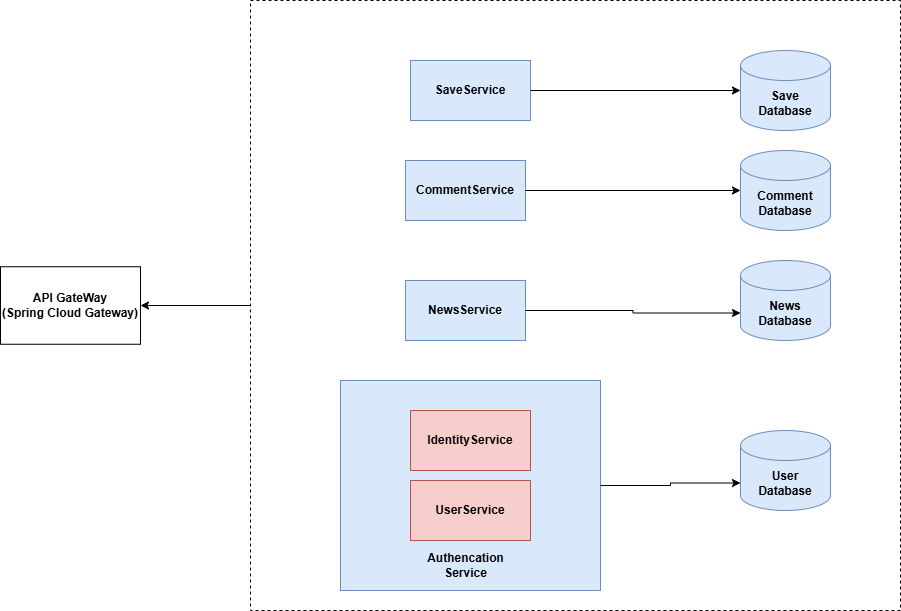 SaveService
Save
Database
CommentService
Comment
Database
API GateWay
(Spring Cloud Gateway)
NewsService
News
Database
IdentityService
UserService
User
Database
Authencation
Service